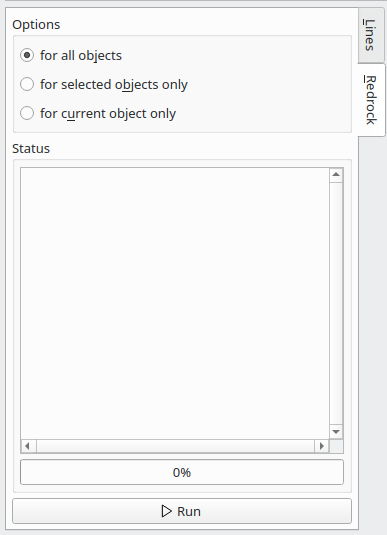 Options
for all objects
for selected objects only
for current object only
Status
0%
Run
Lines
Redrock